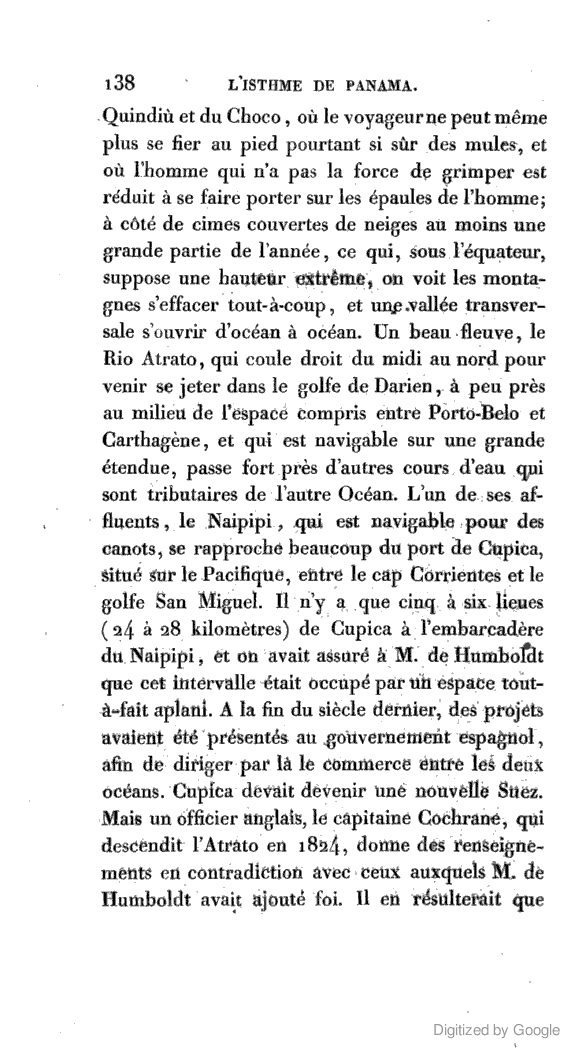 138 L'ISTHME DE PANAMA.
Quindiù et du Choco, où le voyageur ne peut même
plus se fier au pied pourtant si sûr des mules, et
où l'homme qui n'a pas la force de grimper est
réduit à se faire porter sur les épaules de l'homme;
à côté de cimes couvertes de neiges au moins une
grande partie de l'année, ce qui, sous l'équateur,
suppose une hauteur extrême, on voit les monta-
gnes s'effacer tout-à-coup, et une vallée transver-
sale s'ouvrir d'océan à océan. Un beau fleuve, le
Rio Atrato, qui coule droit du midi au nord pour
venir se jeter dans le golfe de Darien, à peu près
au milieu de l'espace compris entre Porto-Belo et
Carthagène, et qui est navigable sur une grande
étendue, passe fort près d'autres cours d'eau qui
sont tributaires de l'autre Océan. L'un de ses af-
fluents, le Naipipi, qui est navigable pour des
canots, se rapproche beaucoup du port de Cupica,
situé sur le Pacifique, entre le cap Corrientes et le
golfe San Miguel. Il n'y a que cinq à six lieues
(24 à 28 kilomètres) de Cupica à l'embarcadère
du Naipipi, et on avait assuré à M. de Humboldt
que cet intervalle était occupé par un espace tout-
à-fait aplani. A la fin du siècle dernier, des projets
avaient été présentés au gouvernement espagnol,
afin de diriger par là le commerce entre les deux
océans. Cupica devait devenir une nouvelle Suez.
Mais un officier anglais, le capitaine Cochrane, qui
descendit l'Atrato en 1824, donne des renseigne-
ments en contradiction avec ceux auxquels M. de
Humboldt avait ajouté foi. Il en résulterait que
Digitized by Google